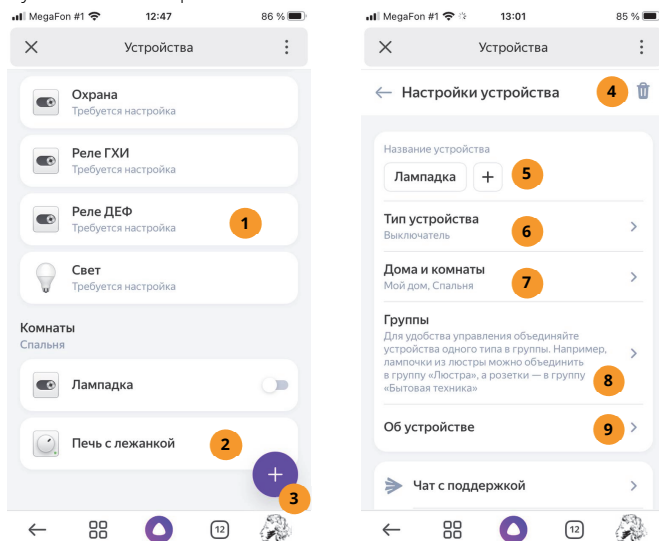 MegaFon #1 12:47 86 %
Устройства
Охрана
Требуется настройка
Реле ГХИ
Требуется настройка
Реле ДЕФ
Требуется настройка
1
Свет
Требуется настройка
Комнаты
Спальня
Лампадка
Печь с лежанкой
2
+
3
12
MegaFon #1 13:01 85 %
Устройства
Настройки устройства
4
Название устройства
Лампадка +
5
Тип устройства
Выключатель
6
Дома и комнаты
Мой дом, Спальня
7
Группы
Для удобства управления объединяйте
устройства одного типа в группы. Например,
лампочки из люстры можно объединить
в группу «Люстра», а розетки — в группу
«Бытовая техника»
8
Об устройстве
9
Чат с поддержкой
12